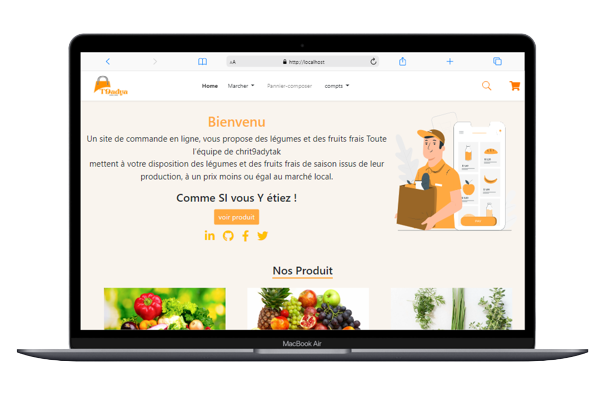 AA
http://localhost
Home
Marcher
Pannier-composer
compts
Bienvenu
Un site de commande en ligne, vous propose des légumes et des fruits frais Toute
l'équipe de chrit9adytak
mettent à votre disposition des légumes et des fruits frais de saison issus de leur
production, à un prix moins ou égal au marché local.
Comme SI vous Y étiez !
voir produit
Nos Produit
MacBook Air